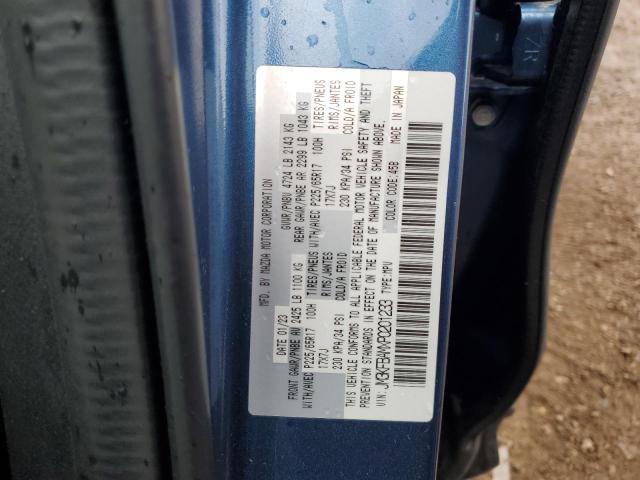 MFD. BY MAZDA MOTOR CORPORATION
DATE 01/23 GVWR/PNBV 4724 LB 2143 KG
FRONT GAWR/PNBE AV 2425 LB 1100 KG REAR GAWR/PNBE AR 2299 LB 1043 KG
WITH/AVEC P225/65R17 100H TIRES/PNEUS WITH/AVEC P225/65R17 100H TIRES/PNEUS
17X7J RIMS/JANTES 17X7J RIMS/JANTES
230 KPA/34 PSI COLD/A FROID 230 KPA/34 PSI COLD/A FROID
THIS VEHICLE CONFORMS TO ALL APPLICABLE FEDERAL MOTOR VEHICLE SAFETY AND THEFT
PREVENTION STANDARDS IN EFFECT ON THE DATE OF MANUFACTURE SHOWN ABOVE.
VIN: JM3KFBAM TYPE:MPV COLOR CODE:45B MADE IN JAPAN